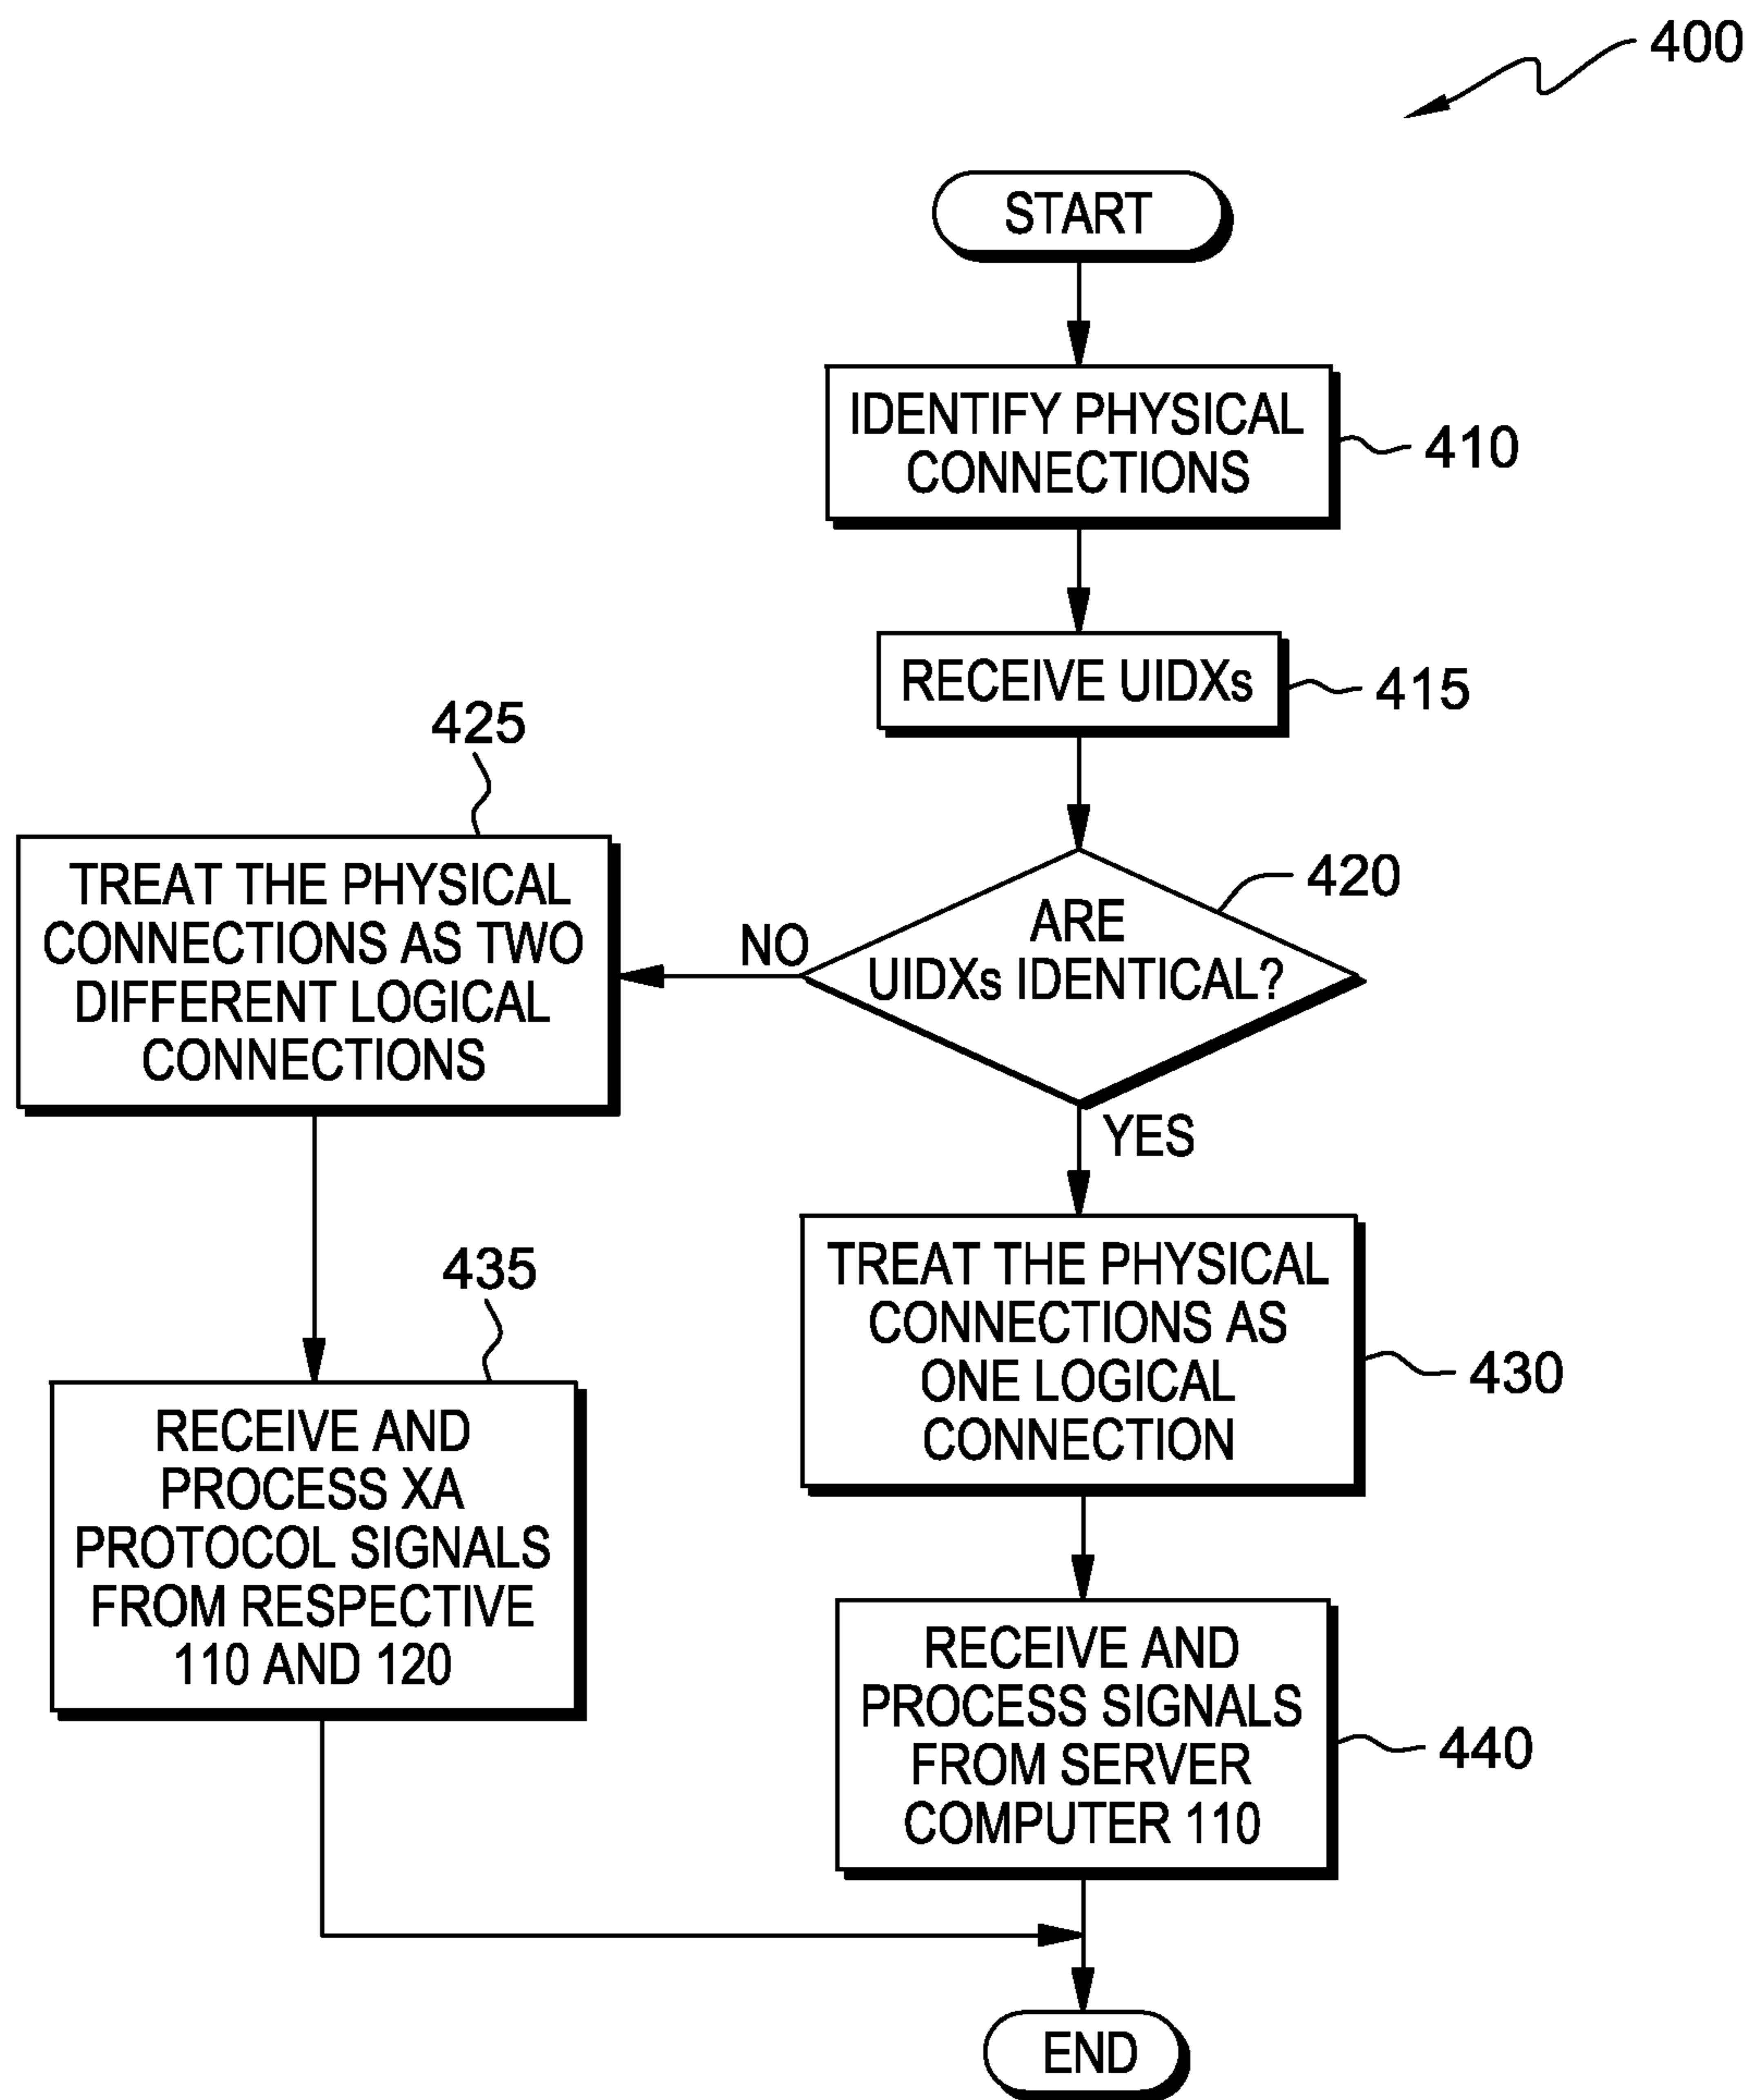 400
START
IDENTIFY PHYSICAL
CONNECTIONS
410
RECEIVE UIDXs
415
ARE
UIDXs IDENTICAL?
420
NO
YES
425
TREAT THE PHYSICAL
CONNECTIONS AS TWO
DIFFERENT LOGICAL
CONNECTIONS
435
RECEIVE AND
PROCESS XA
PROTOCOL SIGNALS
FROM RESPECTIVE
110 AND 120
TREAT THE PHYSICAL
CONNECTIONS AS
ONE LOGICAL
CONNECTION
430
RECEIVE AND
PROCESS SIGNALS
FROM SERVER
COMPUTER 110
440
END